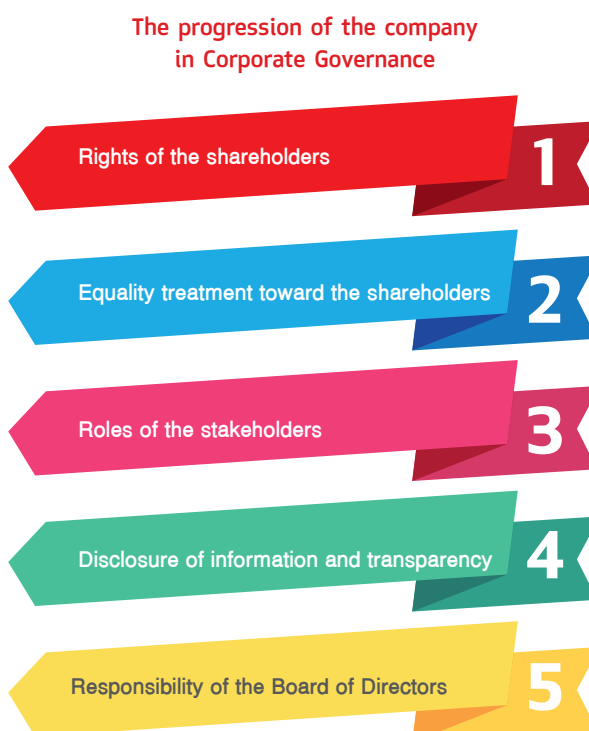 The progression of the company
in Corporate Governance
Rights of the shareholders
1
Equality treatment toward the shareholders
2
Roles of the stakeholders
3
Disclosure of information and transparency
4
Responsibility of the Board of Directors
5